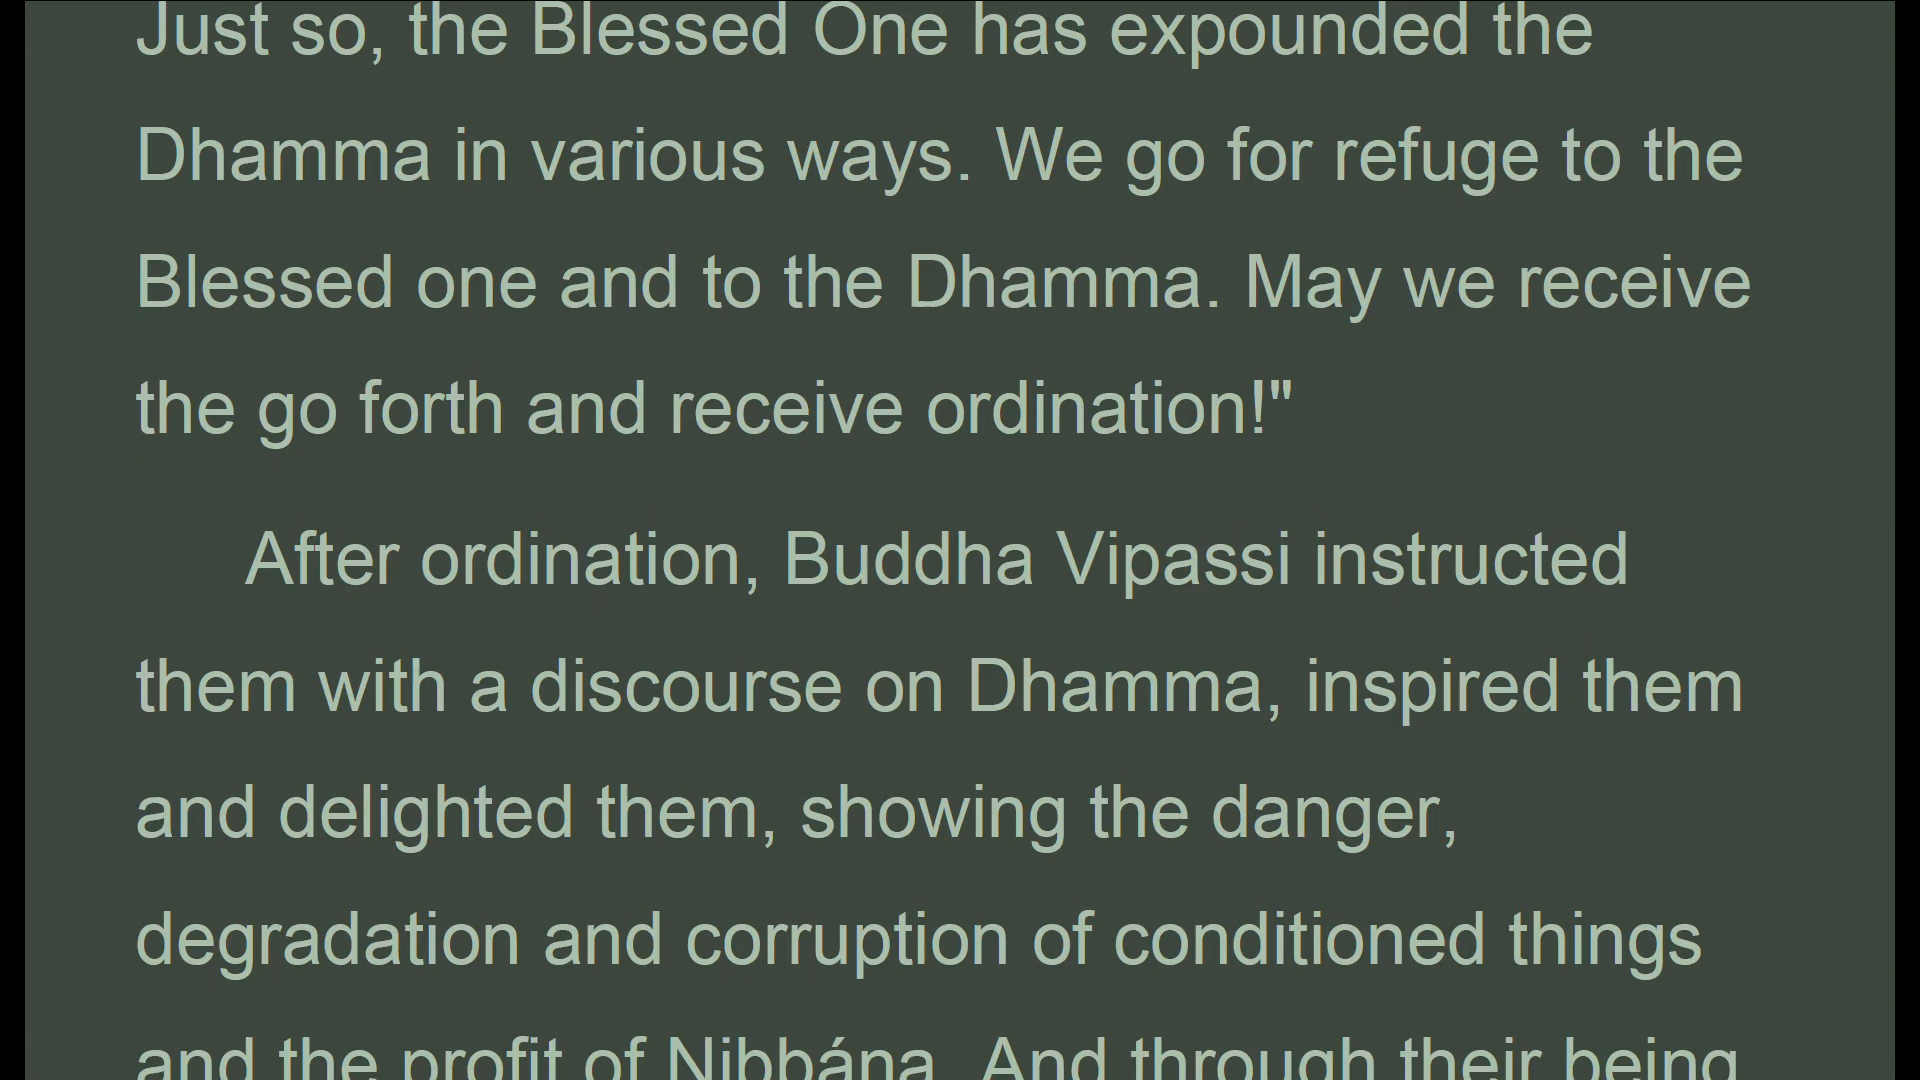 Just so, the Blessed One has expounded the
Dhamma in various ways. We go for refuge to the
Blessed one and to the Dhamma. May we receive
the go forth and receive ordination!"
After ordination, Buddha Vipassi instructed
them with a discourse on Dhamma, inspired them
and delighted them, showing the danger,
degradation and corruption of conditioned things
and the profit of Nibbána. And through their being